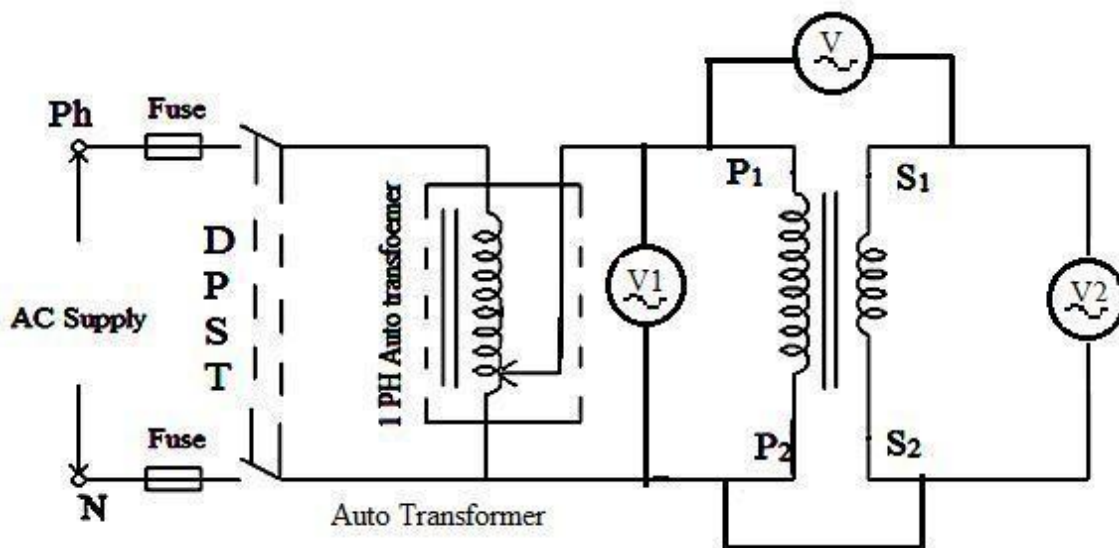 V
Fuse
Ph
P1
S1
D
P
S
T
1 PH Auto transfoemer
V1
V2
AC Supply
Fuse
P2
S2
N
Auto Transformer